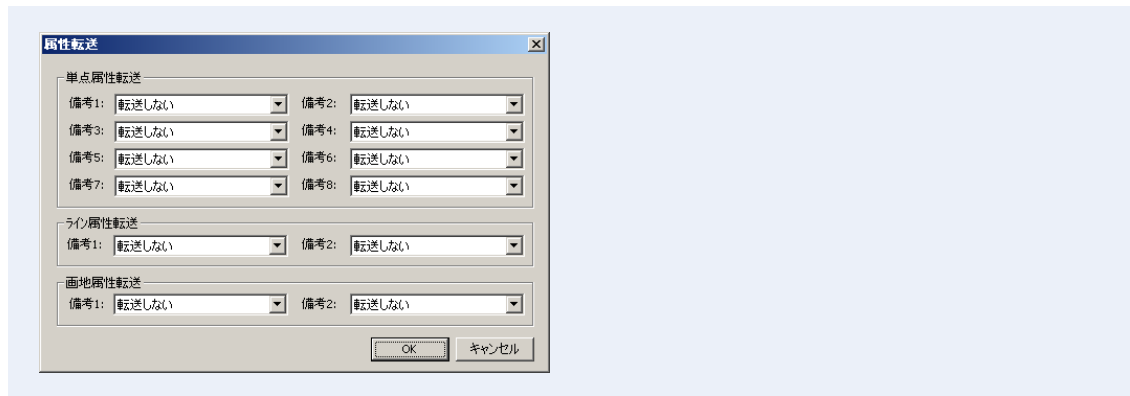 属性転送
単点属性転送
備考1: 転送しない 備考2: 転送しない
備考3: 転送しない 備考4: 転送しない
備考5: 転送しない 備考6: 転送しない
備考7: 転送しない 備考8: 転送しない
ライン属性転送
備考1: 転送しない 備考2: 転送しない
画地属性転送
備考1: 転送しない 備考2: 転送しない
OK キャンセル